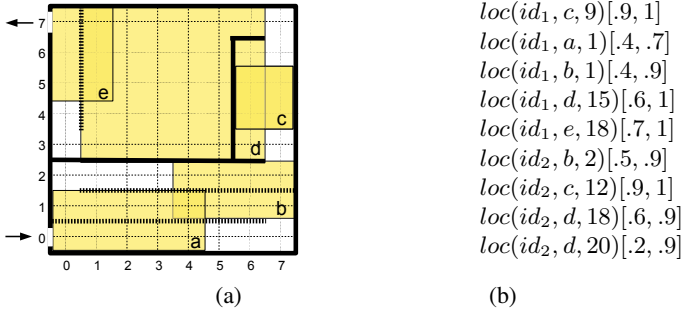 7
6
5
4
3
2
1
0
0 1 2 3 4 5 6 7
e
c
d
b
a
(a)
loc(id₁, c, 9)[.9, 1]
loc(id₁, a, 1)[.4, .7]
loc(id₁, b, 1)[.4, .9]
loc(id₁, d, 15)[.6, 1]
loc(id₁, e, 18)[.7, 1]
loc(id₂, b, 2)[.5, .9]
loc(id₂, c, 12)[.9, 1]
loc(id₂, d, 18)[.6, .9]
loc(id₂, d, 20)[.2, .9]
(b)